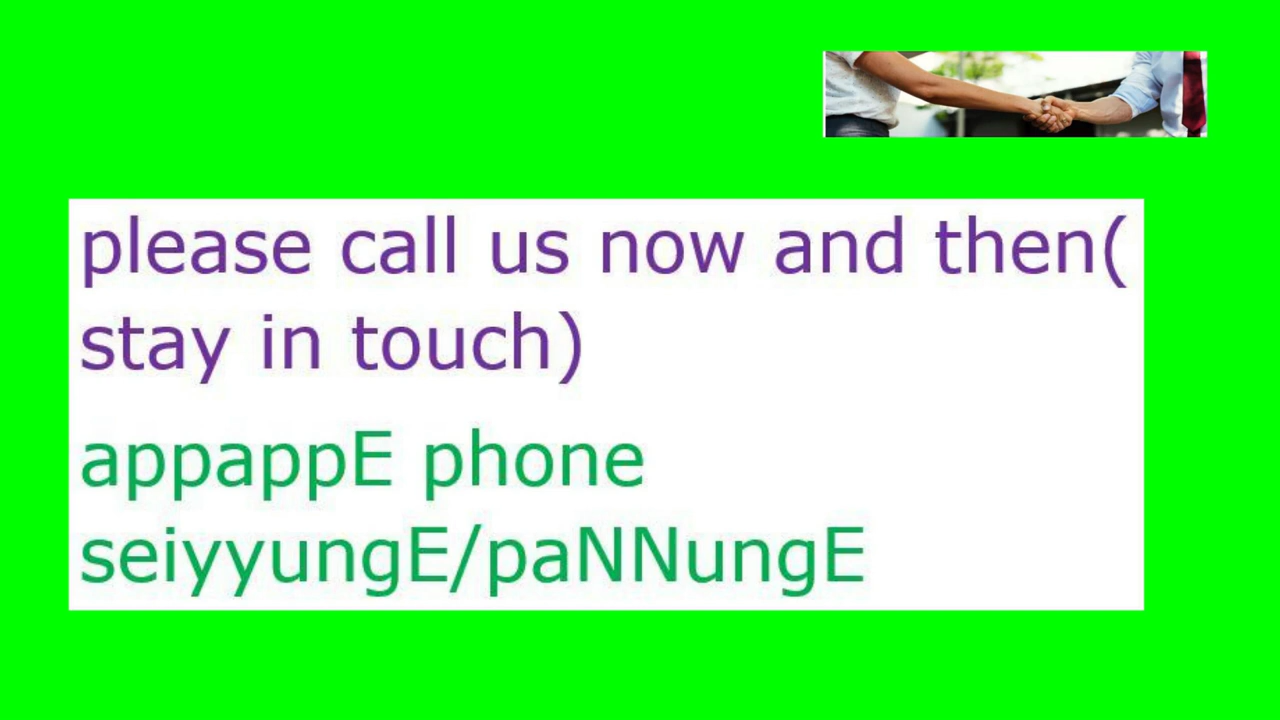 please call us now and then(
stay in touch)
appappE phone
seiyyungE/paNNungE